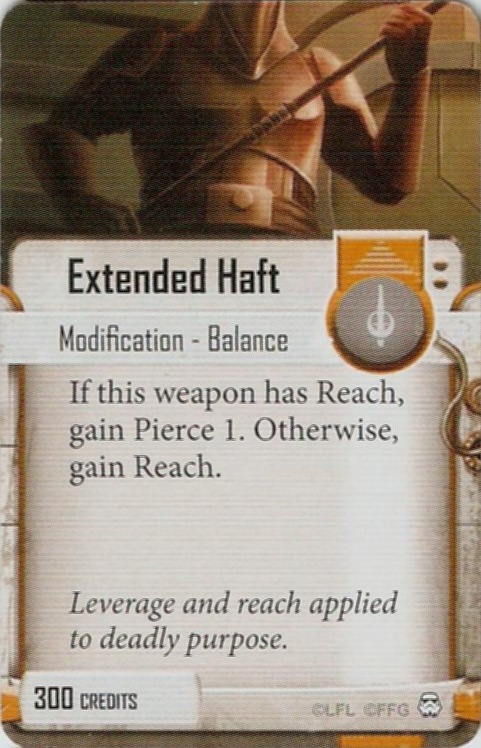 Extended Haft
Modification - Balance
If this weapon has Reach,
gain Pierce 1. Otherwise,
gain Reach.
Leverage and reach applied
to deadly purpose.
300 CREDITS
©LFL ©FFG